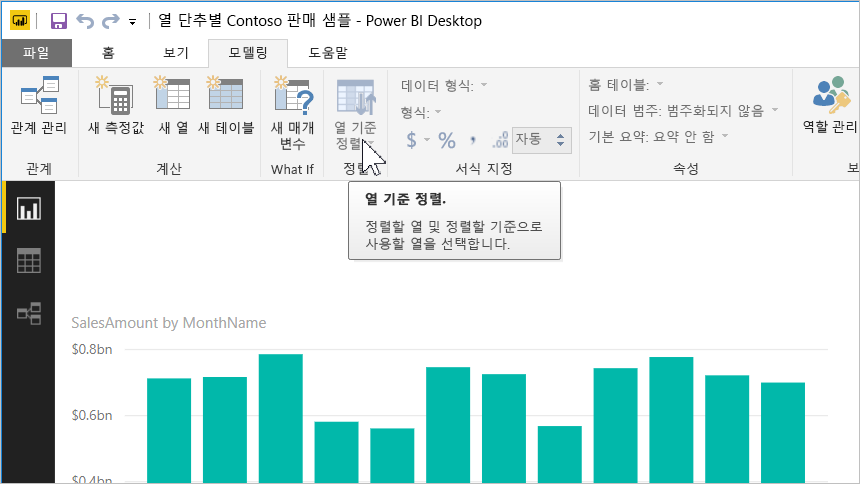 열 단추별 Contoso 판매 샘플 - Power BI Desktop
파일 홈 보기 모델링 도움말
관계 관리
새 측정값
새 열
새 테이블
새 매개
변수
열 기준
정렬
데이터 형식:
형식:
$ % , .00 자동
홈 테이블:
데이터 범주: 범주화되지 않음
기본 요약: 요약 안 함
역할 관리
관계 계산 What If 서식 지정 속성
열 기준 정렬.
정렬할 열 및 정렬할 기준으로
사용할 열을 선택합니다.
SalesAmount by MonthName
$0.8bn
$0.6bn
$0.4bn